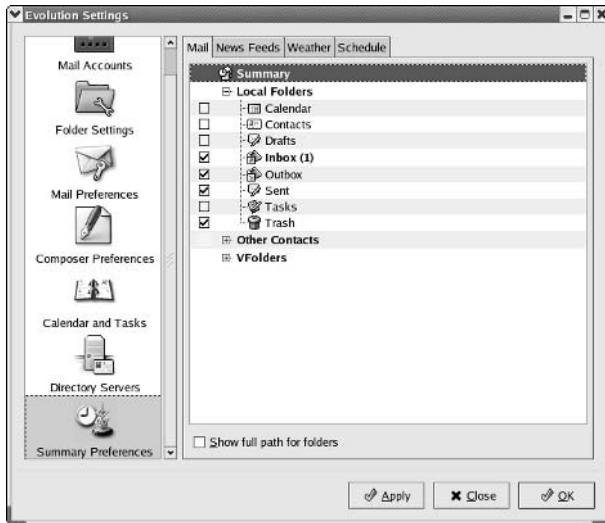 Evolution Settings
Mail Accounts
Folder Settings
Mail Preferences
Composer Preferences
Calendar and Tasks
Directory Servers
Summary Preferences
Mail News Feeds Weather Schedule
Summary
Local Folders
Calendar
Contacts
Drafts
Inbox (1)
Outbox
Sent
Tasks
Trash
Other Contacts
VFolders
Show full path for folders
Apply Close OK